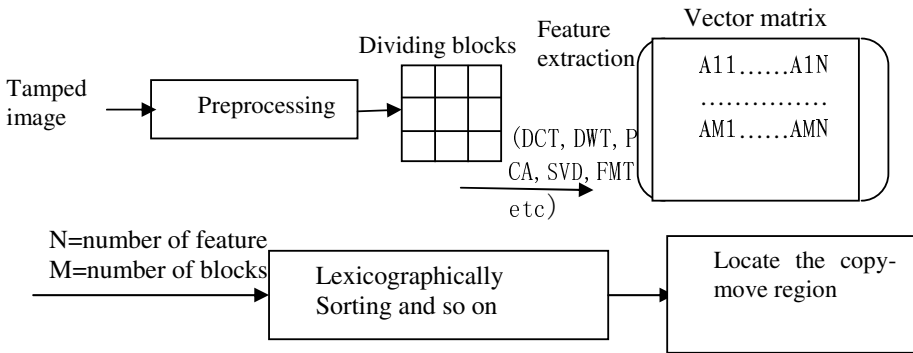 Tamped
image
Preprocessing
Dividing blocks
Feature
extraction
(DCT, DWT, P
CA, SVD, FMT
etc)
Vector matrix
A11......A1N
...............
AM1......AMN
N=number of feature
M=number of blocks
Lexicographically
Sorting and so on
Locate the copy-
move region